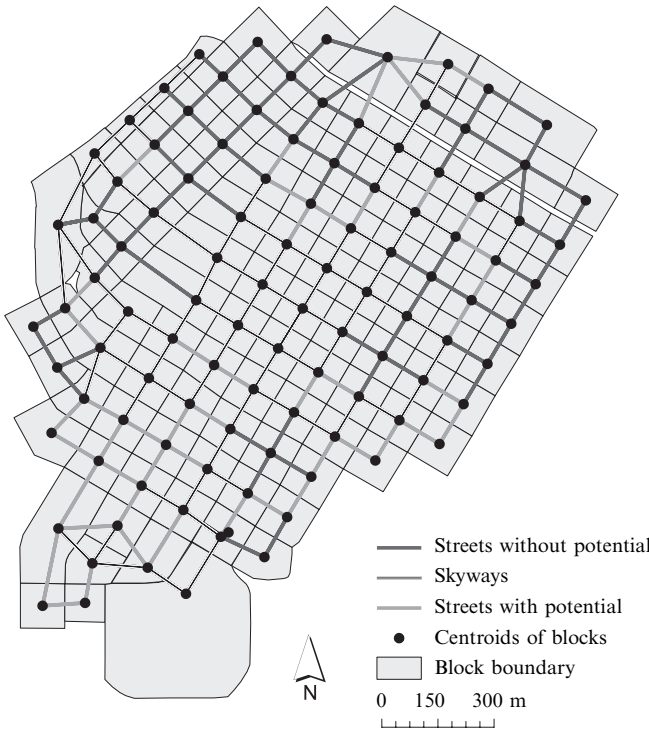 Streets without potential
Skyways
Streets with potential
Centroids of blocks
Block boundary
N
0 150 300 m